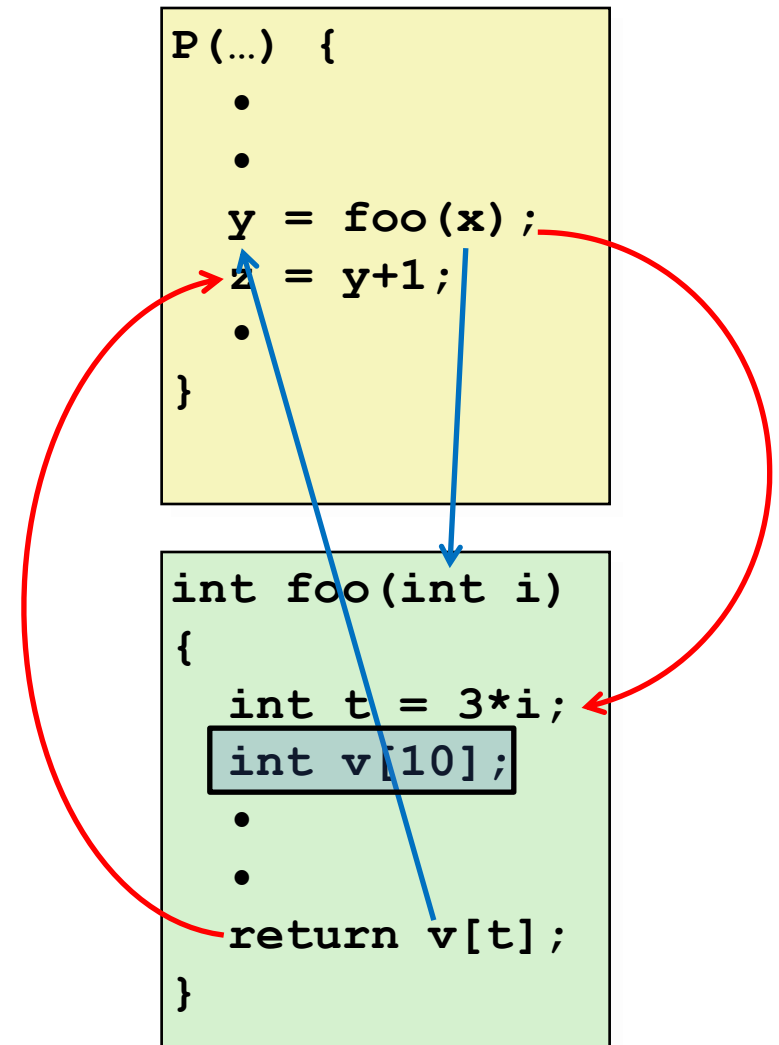 P(…) {
•
•
y = foo(x);
z = y+1;
•
}
int foo(int i)
{
int t = 3*i;
int v[10];
•
•
return v[t];
}